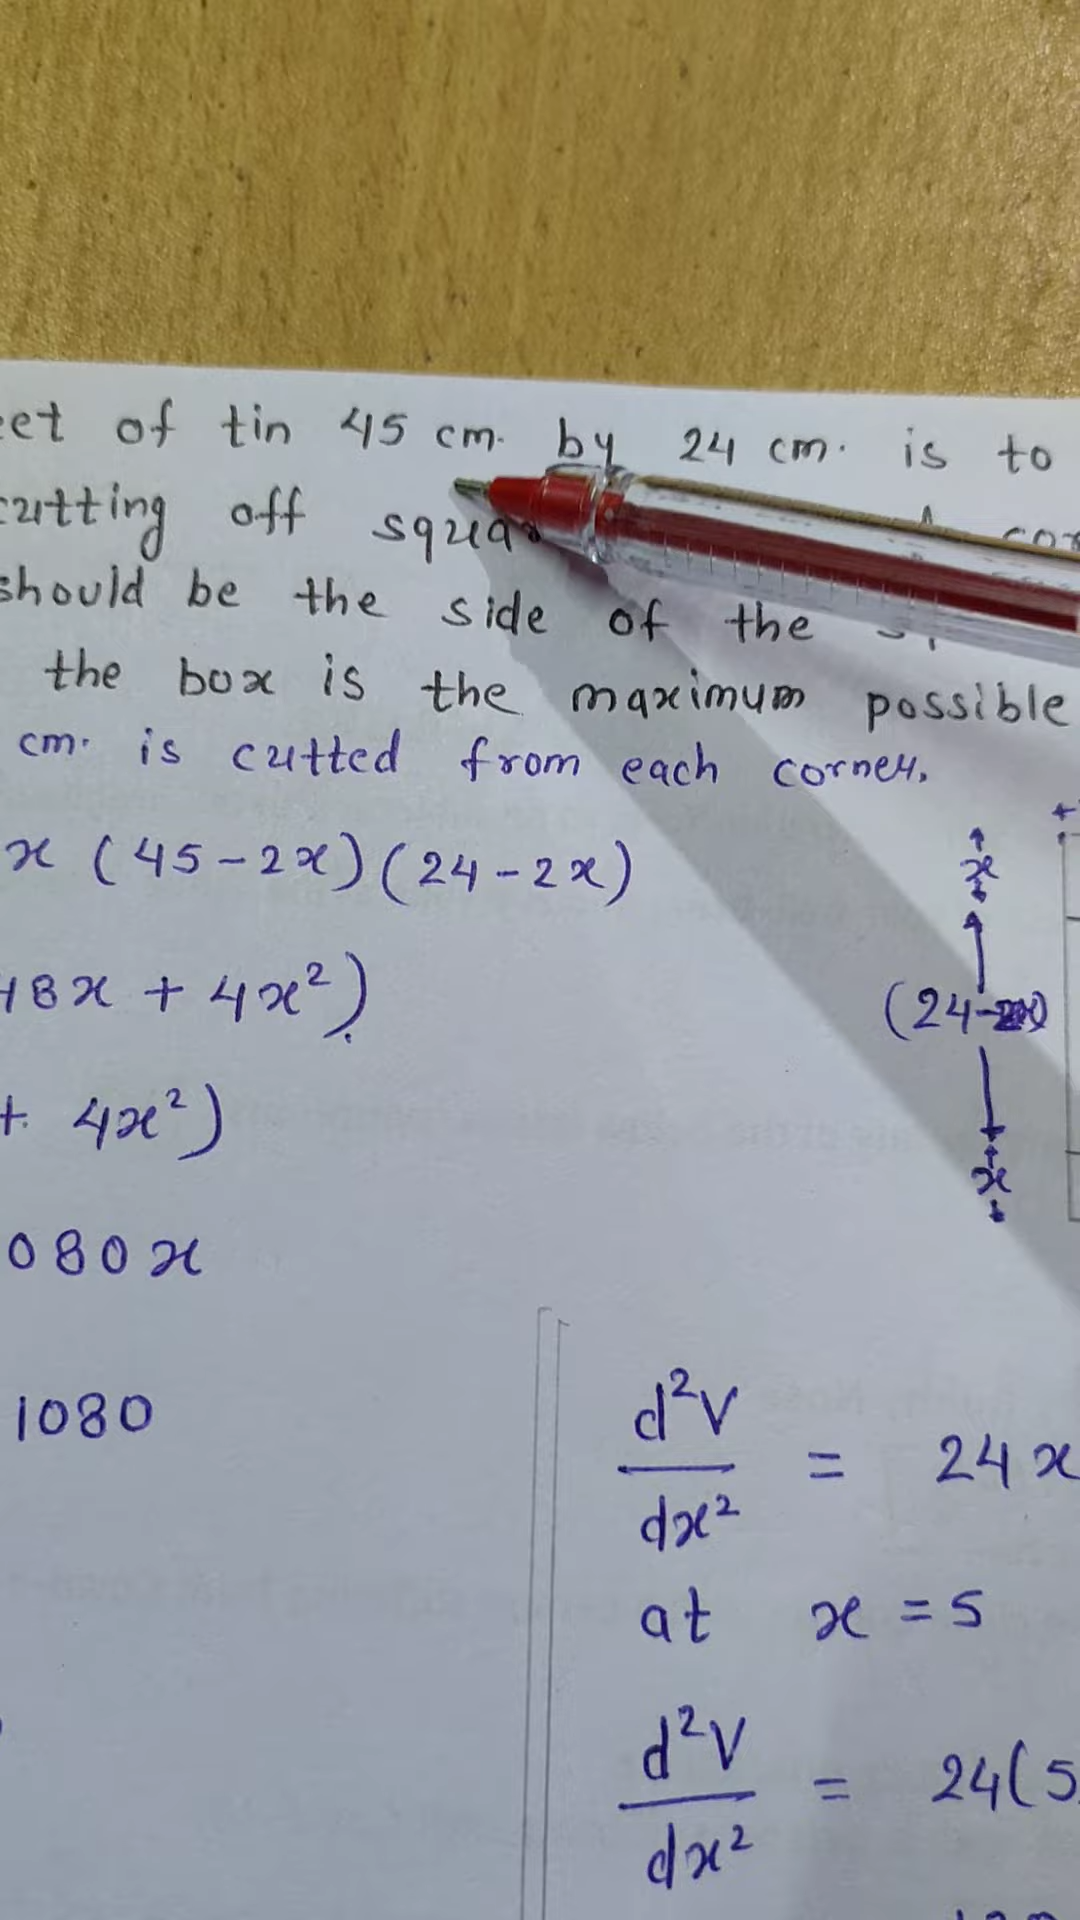 of tin 45 cm. by 24 cm. is to
cutting off
should be the side of the
the box is the maximum possible
cm. is cutted from each corner.
x (45-2x)(24-2x)
48x + 4x²)
+ 4x²)
080x
1080
x
(24-2x)
x
d²V/dx² = 24x
at x = 5
d²V/dx² = 24(5